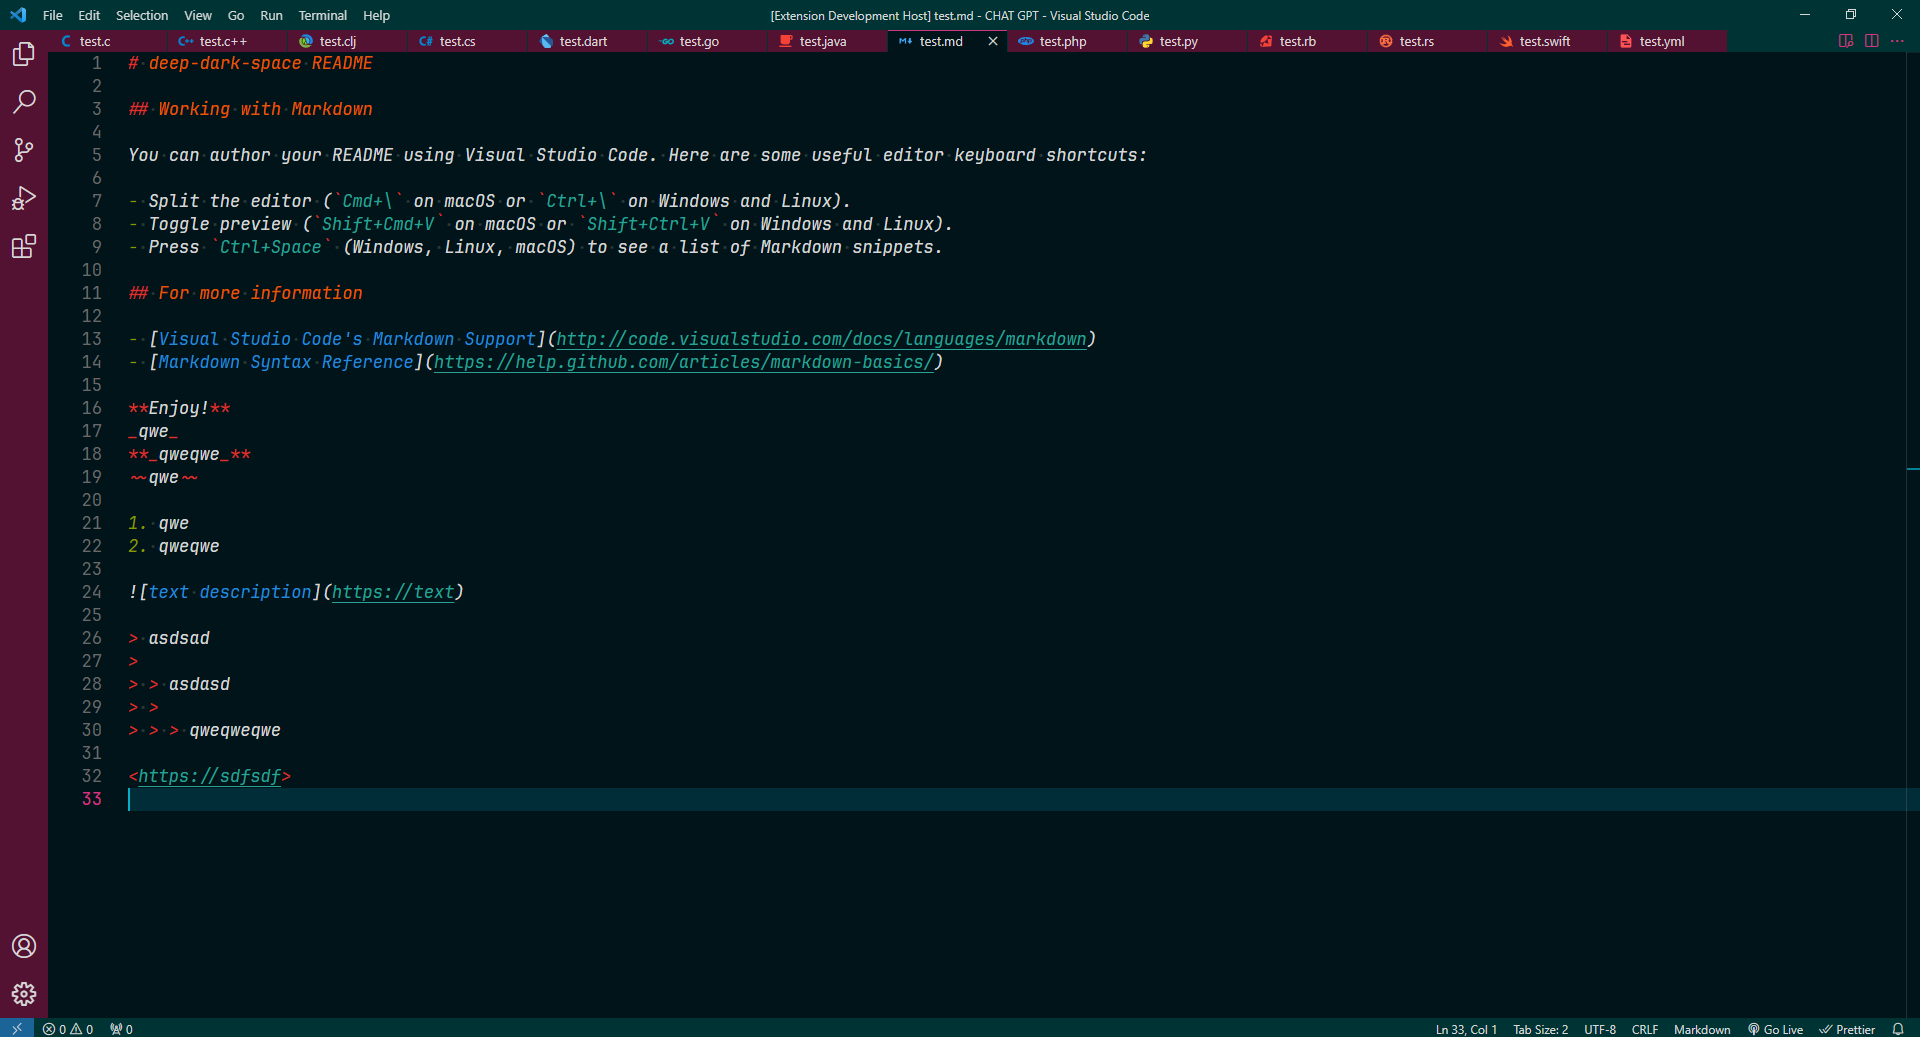 File Edit Selection View Go Run Terminal Help [Extension Development Host] test.md - CHAT GPT - Visual Studio Code
test.c test.c++ test.clj test.cs test.dart test.go test.java test.md test.php test.py test.rb test.rs test.swift test.yml
1 # deep-dark-space README
2
3 ## Working with Markdown
4
5 You can author your README using Visual Studio Code. Here are some useful editor keyboard shortcuts:
6
7 - Split the editor (`Cmd+\` on macOS or `Ctrl+\` on Windows and Linux).
8 - Toggle preview (`Shift+Cmd+V` on macOS or `Shift+Ctrl+V` on Windows and Linux).
9 - Press `Ctrl+Space` (Windows, Linux, macOS) to see a list of Markdown snippets.
10
11 ## For more information
12
13 - [Visual Studio Code's Markdown Support](http://code.visualstudio.com/docs/languages/markdown)
14 - [Markdown Syntax Reference](https://help.github.com/articles/markdown-basics/)
15
16 **Enjoy!**
17 _qwe_
18 **_qweqwe_**
19 ~~qwe~~
20
21 1. qwe
22 2. qweqwe
23
24 ![text description](https://text)
25
26 > asdsad
27 >
28 > > asdasd
29 > >
30 > > > qweqweqwe
31
32 <https://sdfsdf>
33
0 0 0 Ln 33, Col 1 Tab Size: 2 UTF-8 CRLF Markdown Go Live Prettier